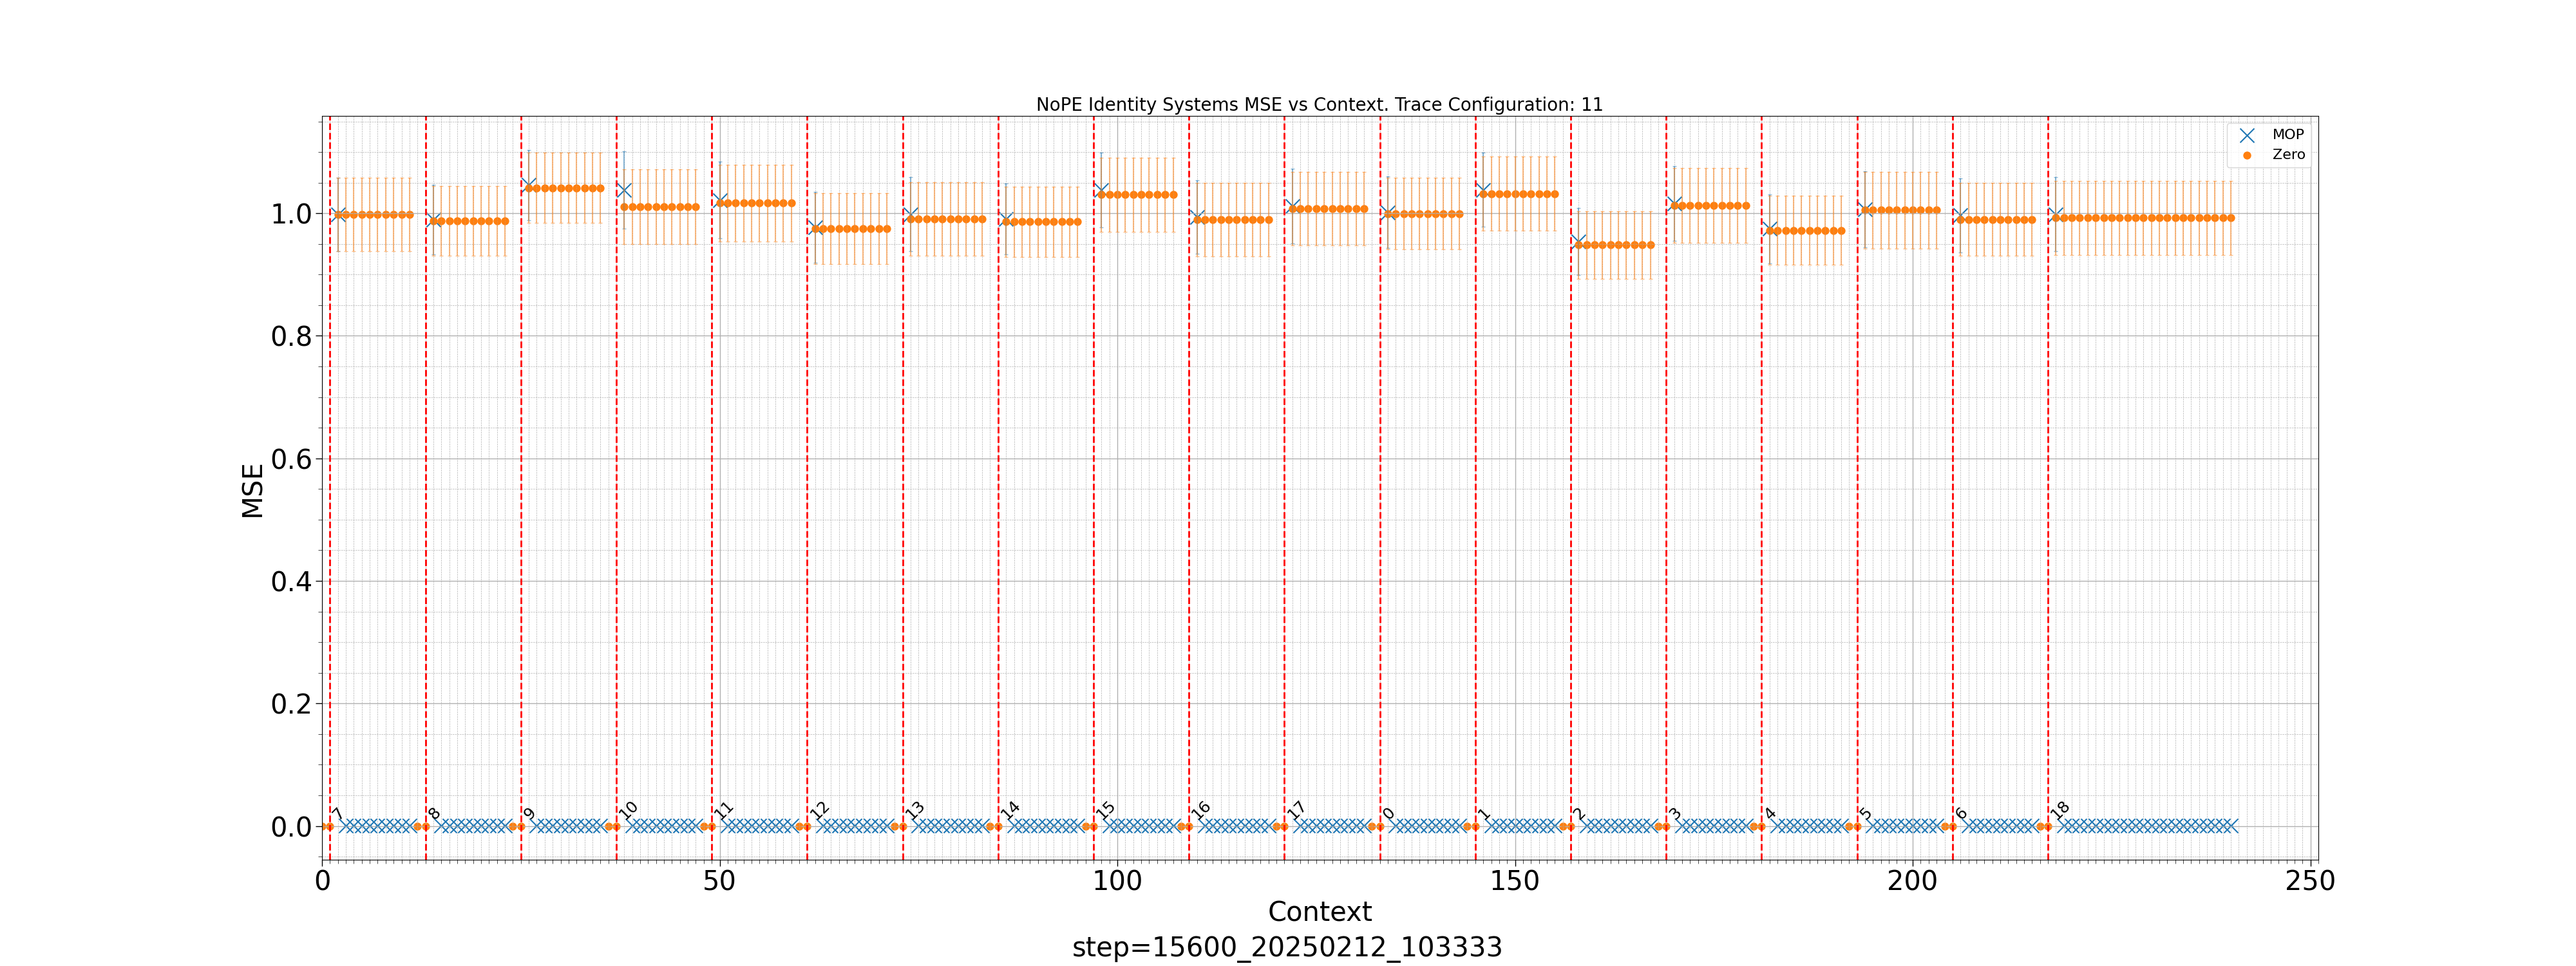 NoPE Identity Systems MSE vs Context. Trace Configuration: 11
MOP
Zero
MSE
1.0
0.8
0.6
0.4
0.2
0.0
7 8 9 10 11 12 13 14 15 16 17 0 1 2 3 4 5 6 18
0 50 100 150 200 250
Context
step=15600_20250212_103333